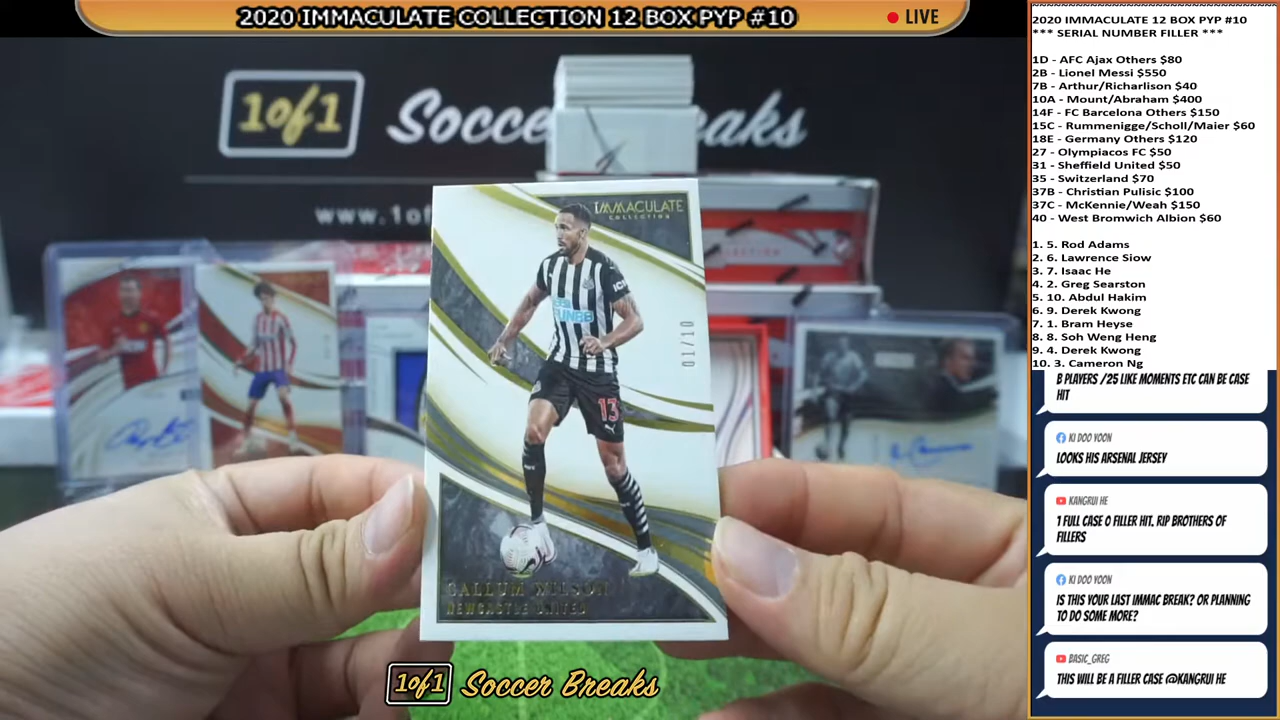 2020 IMMACULATE COLLECTION 12 BOX PYP #10
LIVE
1of1
Soccer Breaks
www.1of
IMMACULATE
COLLECTION
01/10
13
CALLUM WILSON
NEWCASTLE UNITED
1of1 Soccer Breaks
2020 IMMACULATE 12 BOX PYP #10
*** SERIAL NUMBER FILLER ***
1D - AFC Ajax Others $80
2B - Lionel Messi $550
7B - Arthur/Richarlison $40
10A - Mount/Abraham $400
14F - FC Barcelona Others $150
15C - Rummenigge/Scholl/Maier $60
18E - Germany Others $120
27 - Olympiacos FC $50
31 - Sheffield United $50
35 - Switzerland $70
37B - Christian Pulisic $100
37C - McKennie/Weah $150
40 - West Bromwich Albion $60
1. 5. Rod Adams
2. 6. Lawrence Siow
3. 7. Isaac He
4. 2. Greg Searston
5. 10. Abdul Hakim
6. 9. Derek Kwong
7. 1. Bram Heyse
8. 8. Soh Weng Heng
9. 4. Derek Kwong
10. 3. Cameron Ng
B PLAYERS /25 LIKE MOMENTS ETC CAN BE CASE
HIT
KI DOO YOON
LOOKS HIS ARSENAL JERSEY
KANGRUI HE
1 FULL CASE 0 FILLER HIT. RIP BROTHERS OF
FILLERS
KI DOO YOON
IS THIS YOUR LAST IMMAC BREAK? OR PLANNING
TO DO SOME MORE?
BASIC_GREG
THIS WILL BE A FILLER CASE @KANGRUI HE